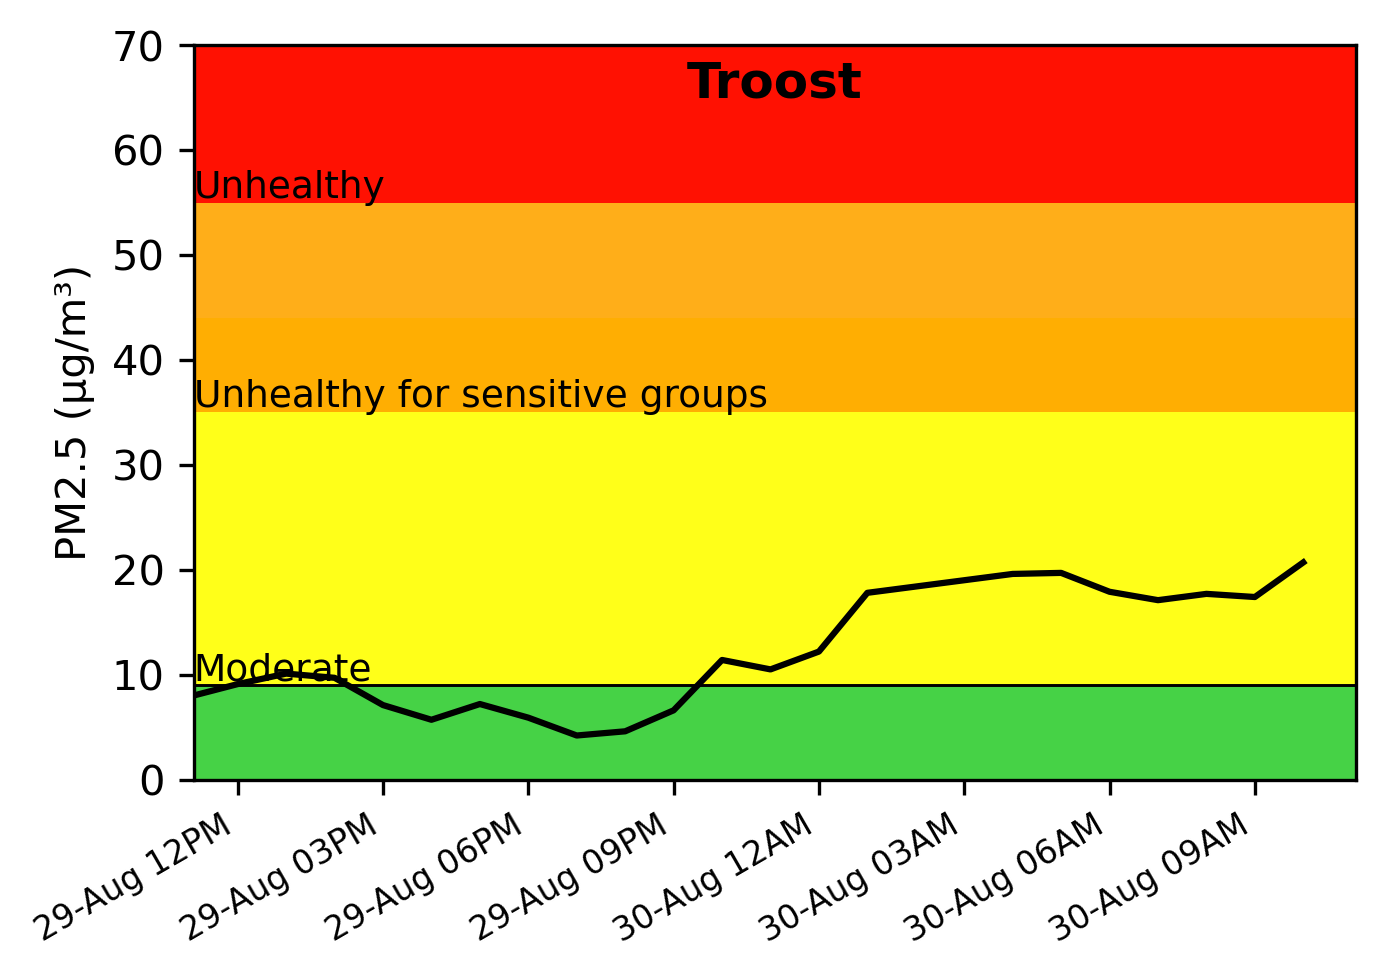 Troost
PM2.5 (μg/m³)
70
60
50
40
30
20
10
0
Unhealthy
Unhealthy for sensitive groups
Moderate
29-Aug 12PM
29-Aug 03PM
29-Aug 06PM
29-Aug 09PM
30-Aug 12AM
30-Aug 03AM
30-Aug 06AM
30-Aug 09AM